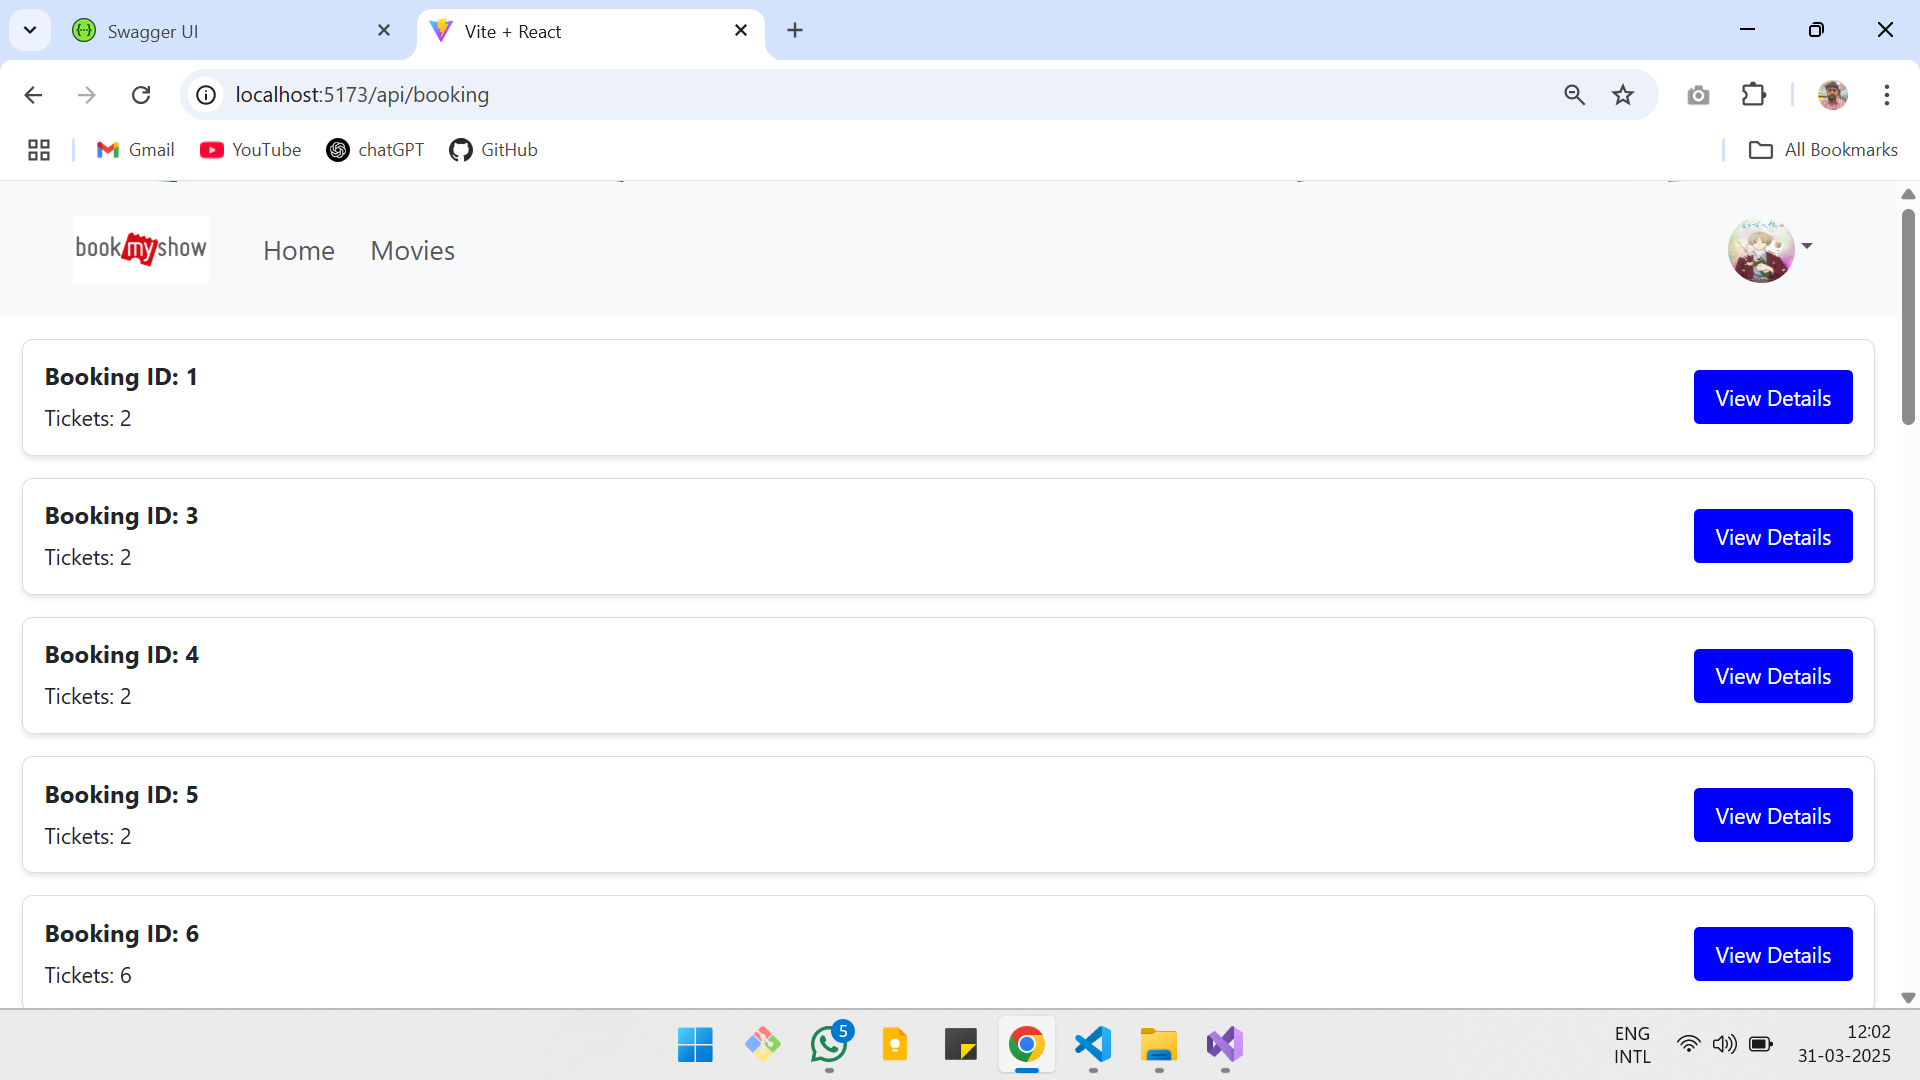 Swagger UI
Vite + React
localhost:5173/api/booking
Gmail
YouTube
chatGPT
GitHub
All Bookmarks
bookmyshow
Home
Movies
Booking ID: 1
Tickets: 2
View Details
Booking ID: 3
Tickets: 2
View Details
Booking ID: 4
Tickets: 2
View Details
Booking ID: 5
Tickets: 2
View Details
Booking ID: 6
Tickets: 6
View Details
5
ENG
INTL
12:02
31-03-2025